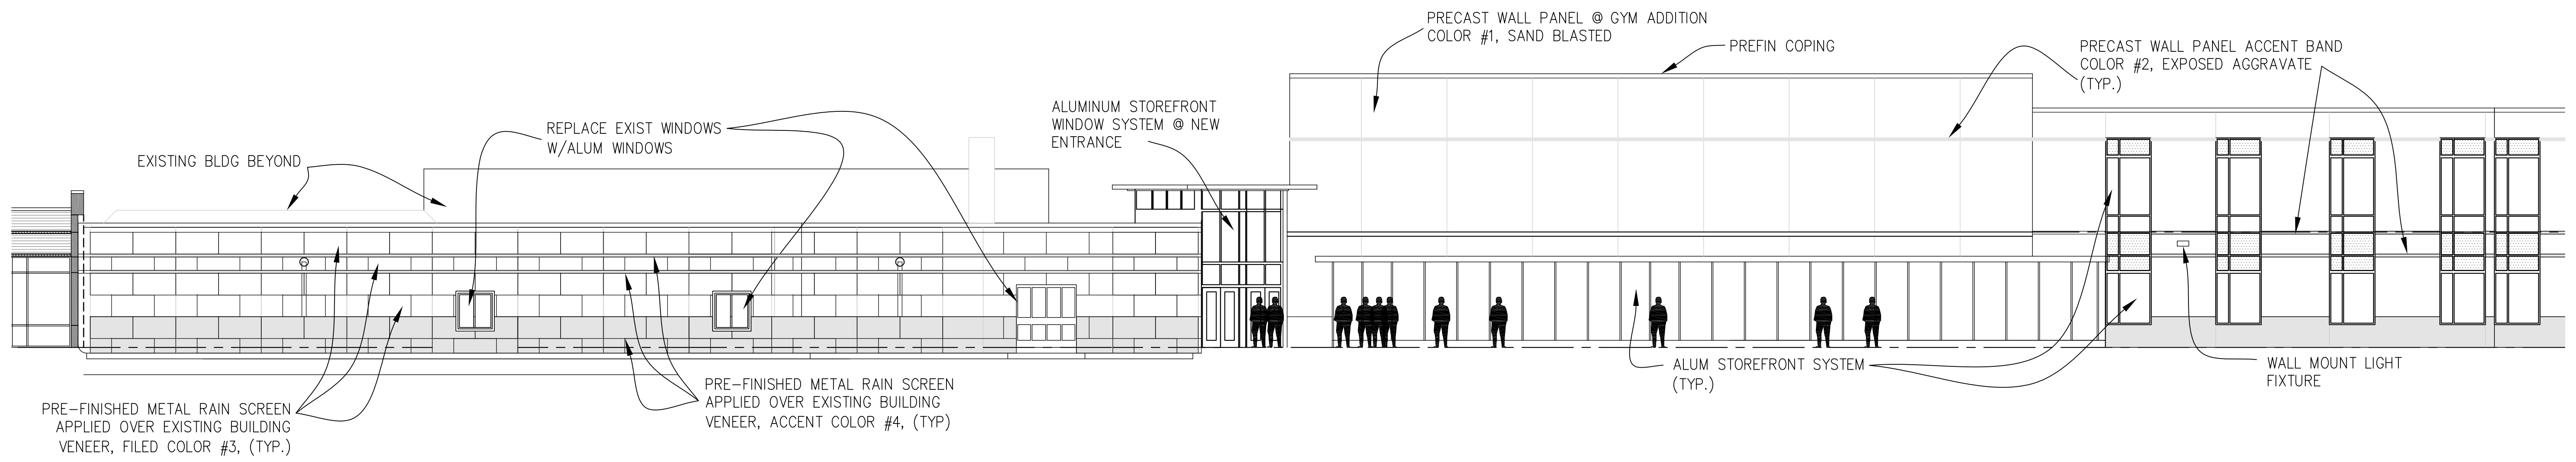 PRECAST WALL PANEL @ GYM ADDITION
COLOR #1, SAND BLASTED
PREFIN COPING
PRECAST WALL PANEL ACCENT BAND
COLOR #2, EXPOSED AGGRAVATE
(TYP.)
ALUMINUM STOREFRONT
WINDOW SYSTEM @ NEW
ENTRANCE
REPLACE EXIST WINDOWS
W/ALUM WINDOWS
EXISTING BLDG BEYOND
ALUM STOREFRONT SYSTEM
(TYP.)
WALL MOUNT LIGHT
FIXTURE
PRE-FINISHED METAL RAIN SCREEN
APPLIED OVER EXISTING BUILDING
VENEER, ACCENT COLOR #4, (TYP)
PRE-FINISHED METAL RAIN SCREEN
APPLIED OVER EXISTING BUILDING
VENEER, FILED COLOR #3, (TYP.)